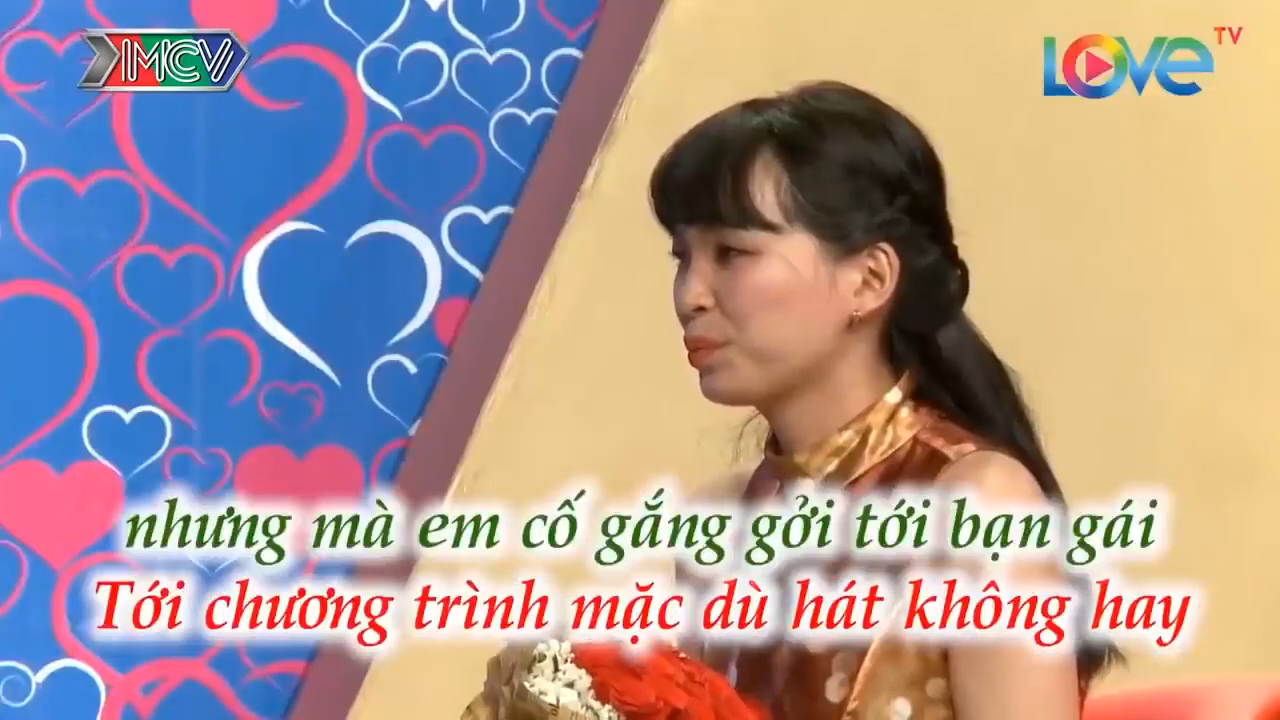 MCV
LOVE TV
nhưng mà em cố gắng gởi tới bạn gái
Tới chương trình mặc dù hát không hay